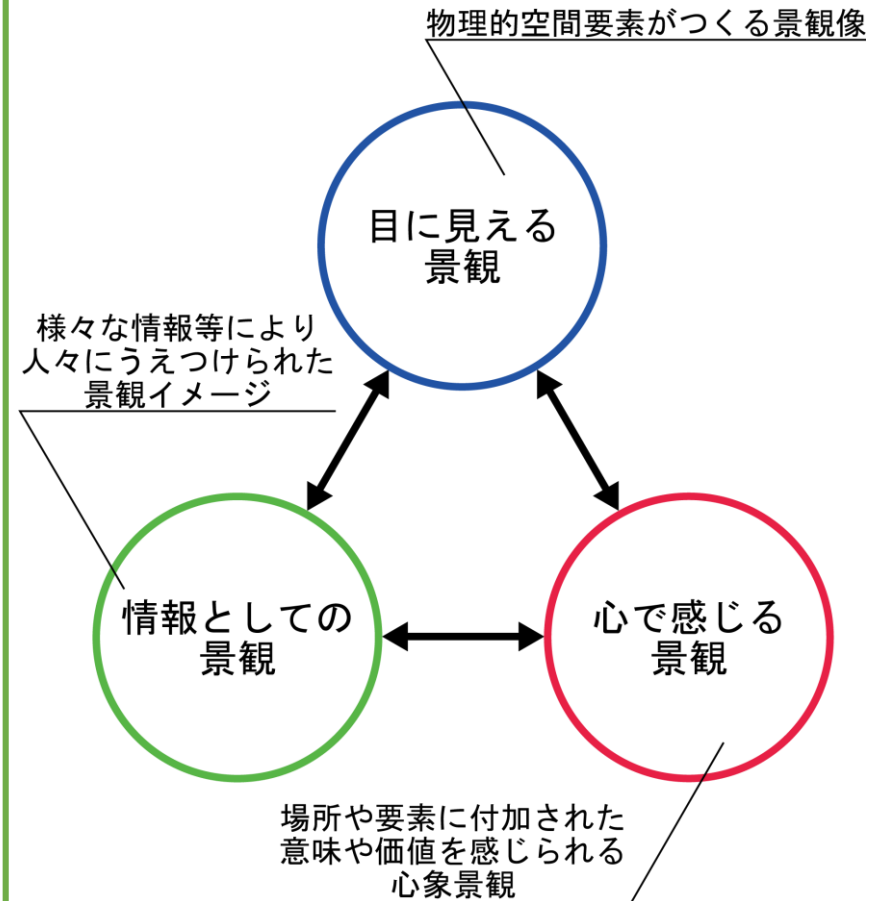 物理的空間要素がつくる景観像
目に見える
景観
様々な情報等により
人々にうえつけられた
景観イメージ
情報としての
景観
心で感じる
景観
場所や要素に付加された
意味や価値を感じられる
心象景観